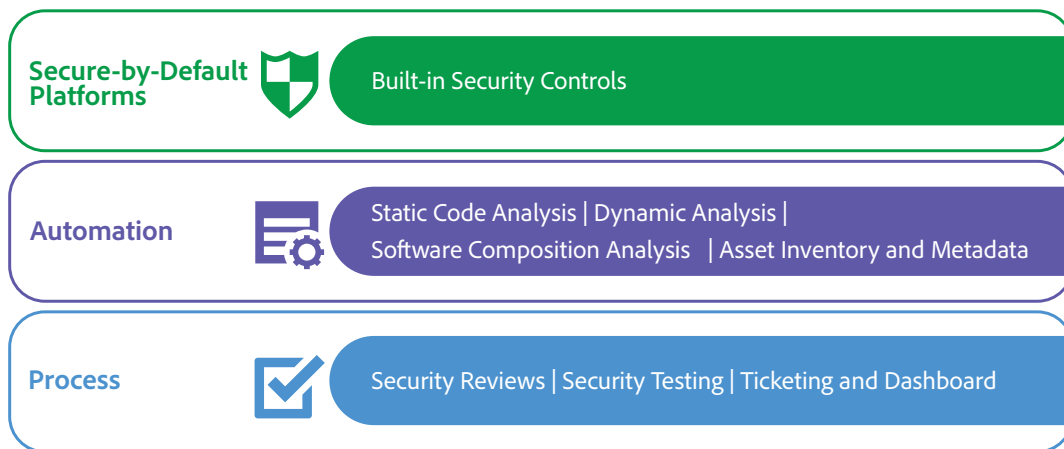 Secure-by-Default
Platforms
Built-in Security Controls
Automation
Static Code Analysis | Dynamic Analysis |
Software Composition Analysis | Asset Inventory and Metadata
Process
Security Reviews | Security Testing | Ticketing and Dashboard